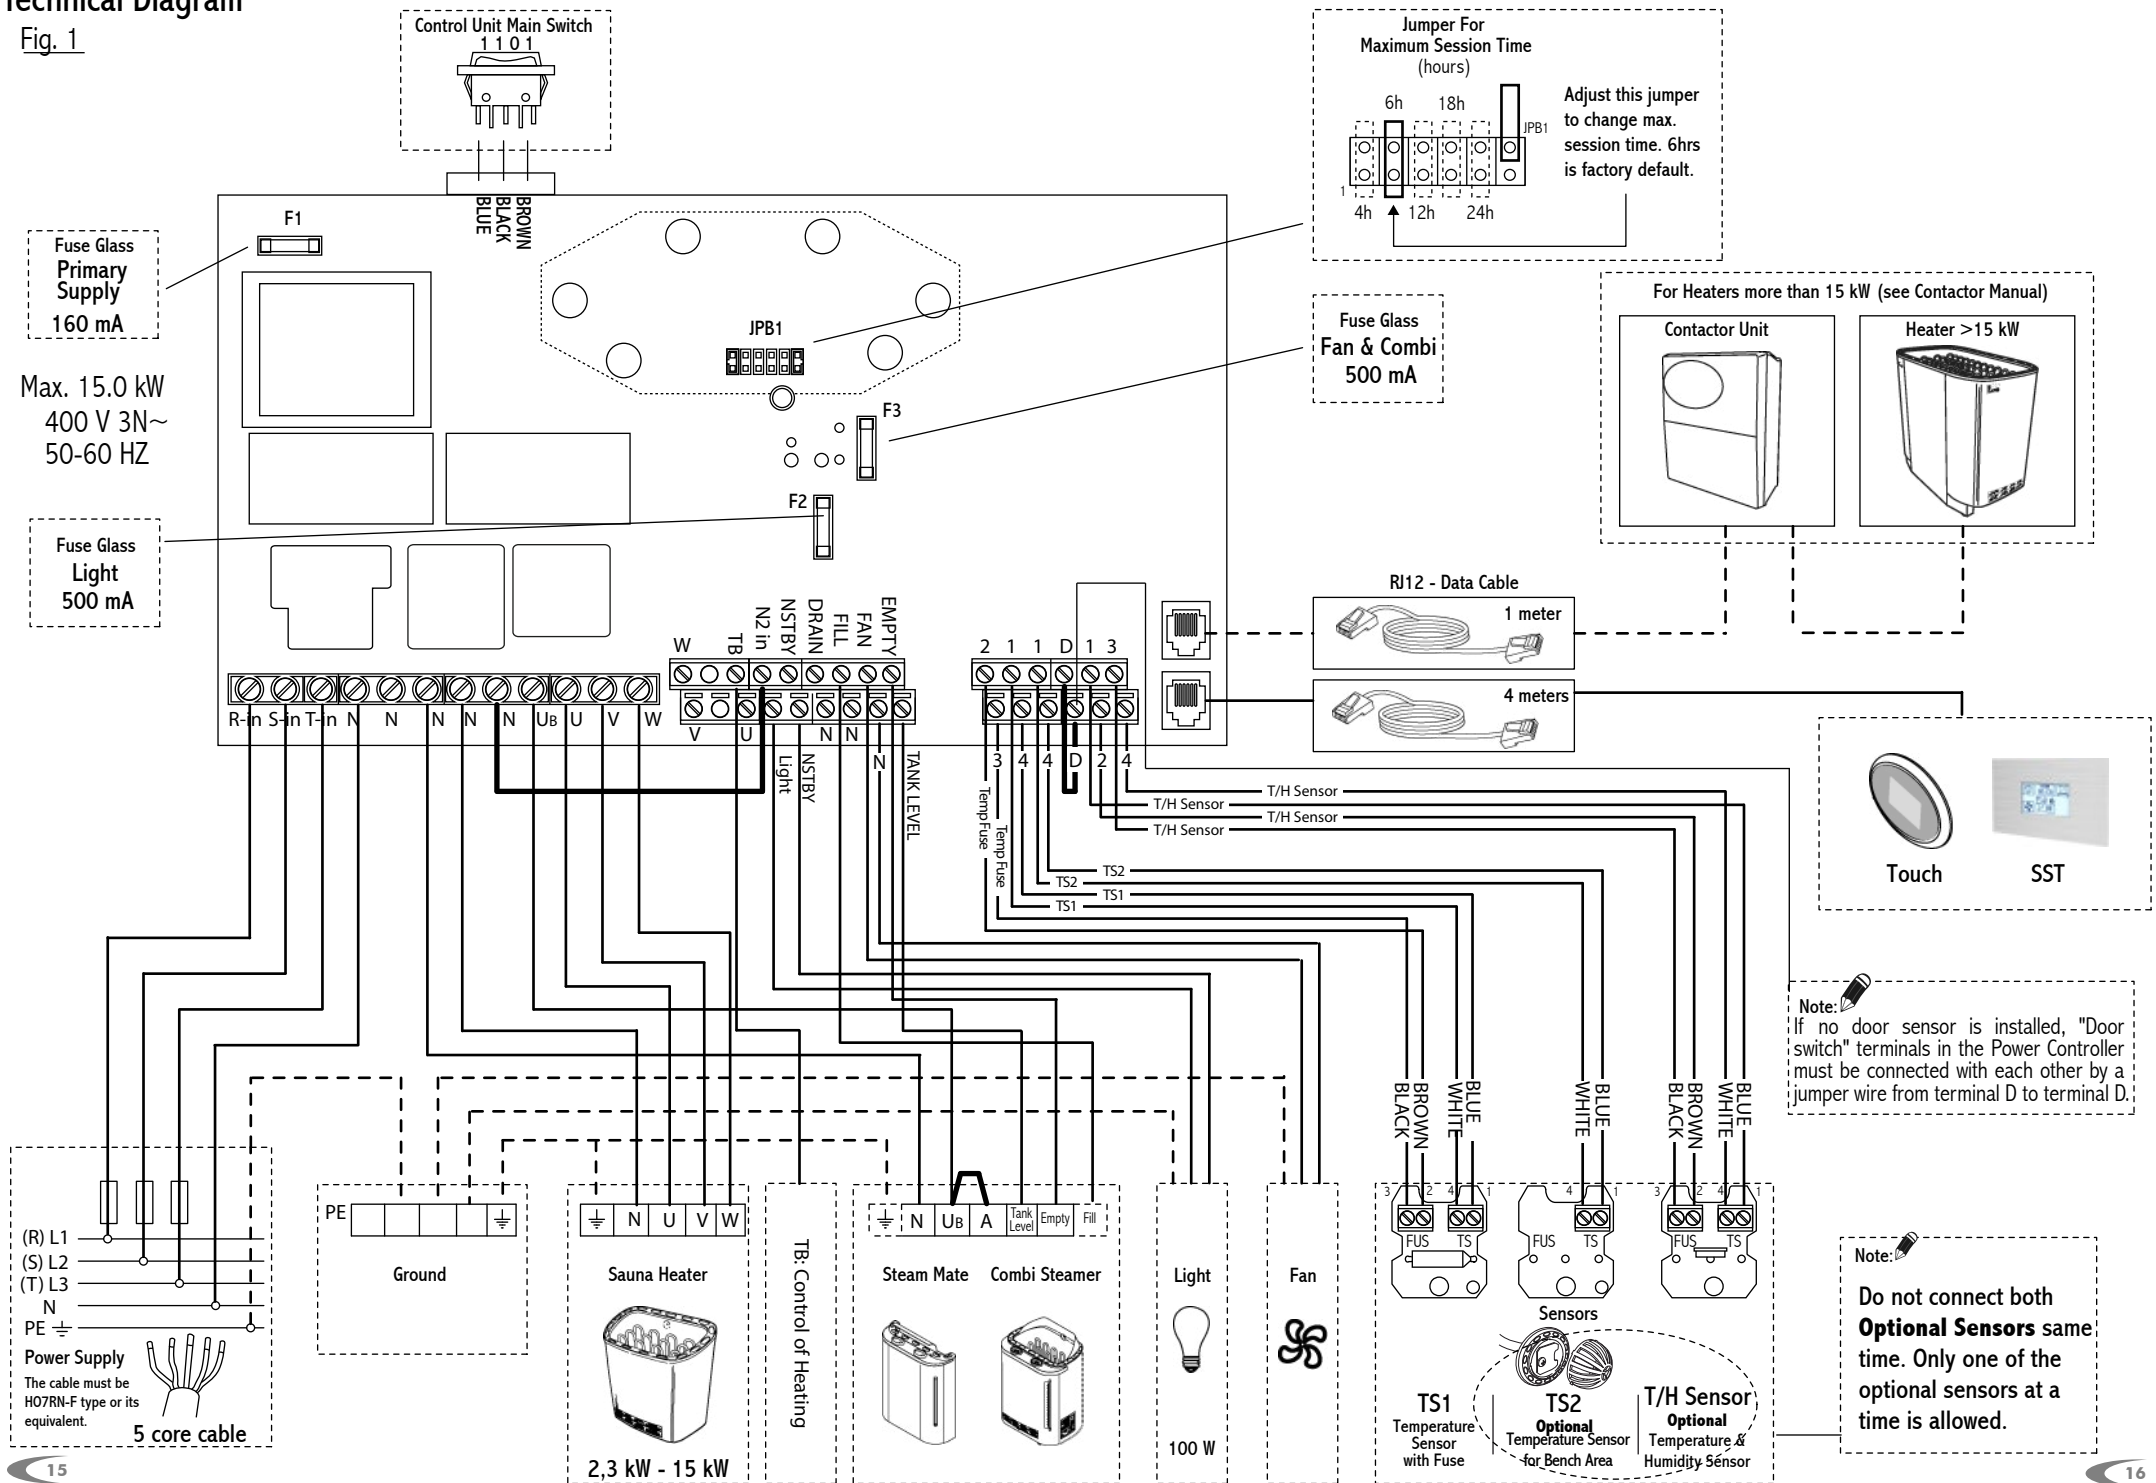 Technical Diagram
Fig. 1
Control Unit Main Switch
1 1 0 1
BLUE
BLACK
BROWN
Jumper For
Maximum Session Time
(hours)
6h 18h
JPB1
1
4h 12h 24h
Adjust this jumper
to change max.
session time. 6hrs
is factory default.
F1
Fuse Glass
Primary
Supply
160 mA
Max. 15.0 kW
400 V 3N~
50-60 HZ
JPB1
Fuse Glass
Fan & Combi
500 mA
F3
F2
Fuse Glass
Light
500 mA
For Heaters more than 15 kW (see Contactor Manual)
Contactor Unit
Heater >15 kW
RJ12 - Data Cable
1 meter
4 meters
Touch
SST
W TB N2 in NSTBY DRAIN FILL FAN EMPTY
2 1 1 D 1 3
R-in S-in T-in N N N N N UB U V W
V U N N
Light NSTBY N TANK LEVEL
3 4 4 D 2 4
Temp Fuse
Temp Fuse
T/H Sensor
T/H Sensor
T/H Sensor
T/H Sensor
TS2
TS2
TS1
TS1
Note:
If no door sensor is installed, "Door
switch" terminals in the Power Controller
must be connected with each other by a
jumper wire from terminal D to terminal D.
BLACK BROWN WHITE BLUE
WHITE BLUE
BLACK BROWN WHITE BLUE
(R) L1
(S) L2
(T) L3
N
PE
Power Supply
The cable must be
HO7RN-F type or its
equivalent.
5 core cable
PE
Ground
N U V W
Sauna Heater
2,3 kW - 15 kW
TB: Control of Heating
N UB A Tank Level Empty Fill
Steam Mate Combi Steamer
Light
100 W
Fan
3 2 4 1
FUS TS
4 1
FUS TS
3 2 4 1
FUS TS
Sensors
TS1
Temperature
Sensor
with Fuse
TS2
Optional
Temperature Sensor
for Bench Area
T/H Sensor
Optional
Temperature &
Humidity Sensor
Note:
Do not connect both
Optional Sensors same
time. Only one of the
optional sensors at a
time is allowed.
15
16